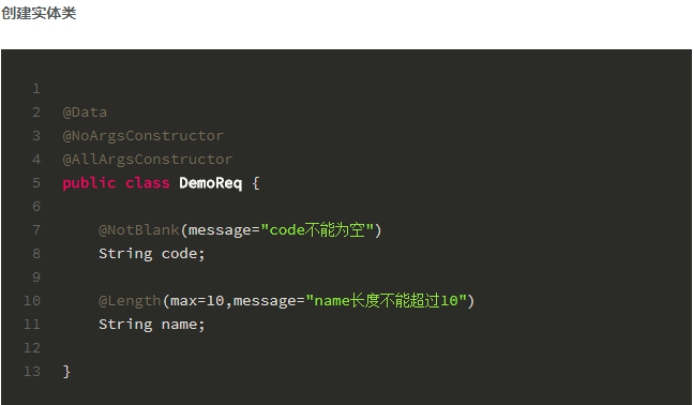 创建实体类
1
2 @Data
3 @NoArgsConstructor
4 @AllArgsConstructor
5 public class DemoReq {
6
7     @NotBlank(message="code不能为空")
8     String code;
9
10     @Length(max=10,message="name长度不能超过10")
11     String name;
12
13 }